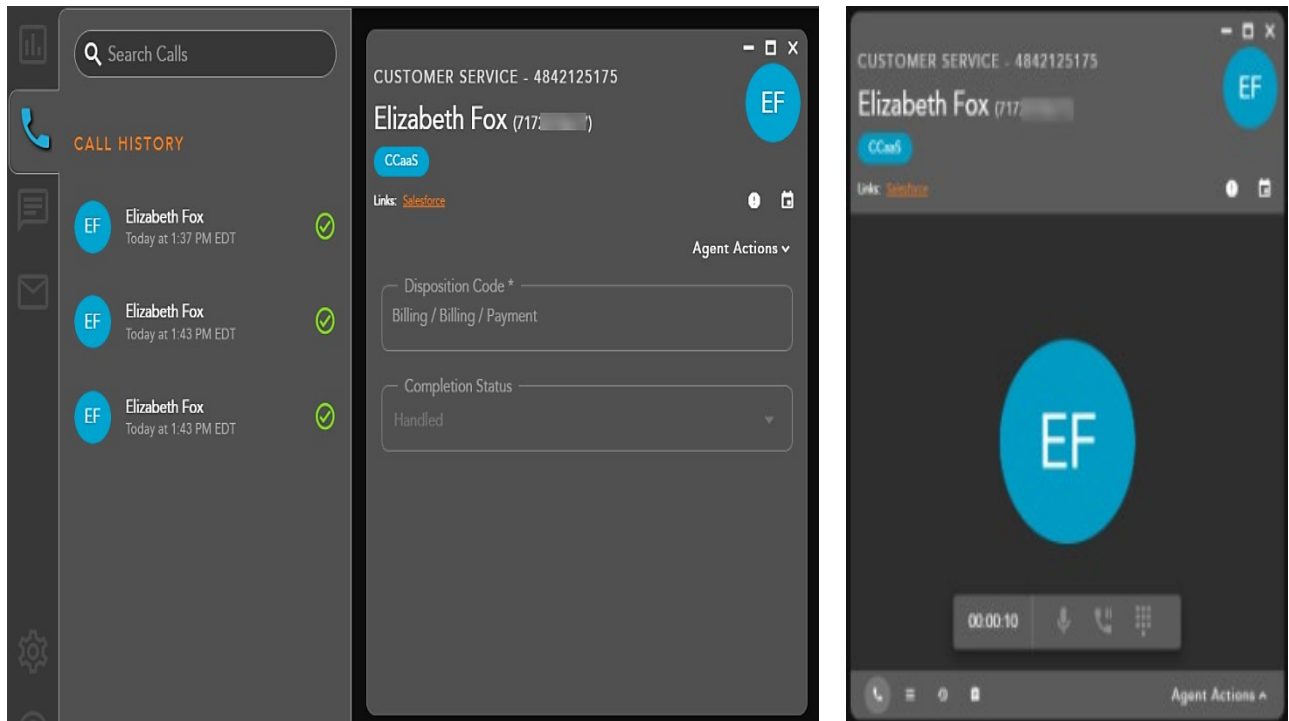 Search Calls
CALL HISTORY
EF
Elizabeth Fox
Today at 1:37 PM EDT
EF
Elizabeth Fox
Today at 1:43 PM EDT
EF
Elizabeth Fox
Today at 1:43 PM EDT
CUSTOMER SERVICE - 4842125175
Elizabeth Fox (717
EF
CCaaS
Links: Salesforce
Agent Actions
Disposition Code *
Billing / Billing / Payment
Completion Status
Handled
CUSTOMER SERVICE - 4842125175
Elizabeth Fox (717
EF
CCaaS
Links: Salesforce
EF
00:00:10
Agent Actions